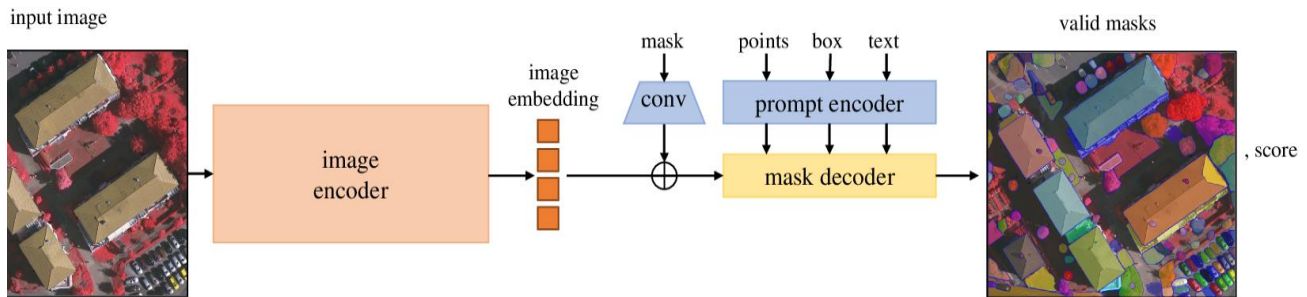 input image
image
encoder
image
embedding
mask
conv
points
box
text
prompt encoder
mask decoder
valid masks
, score